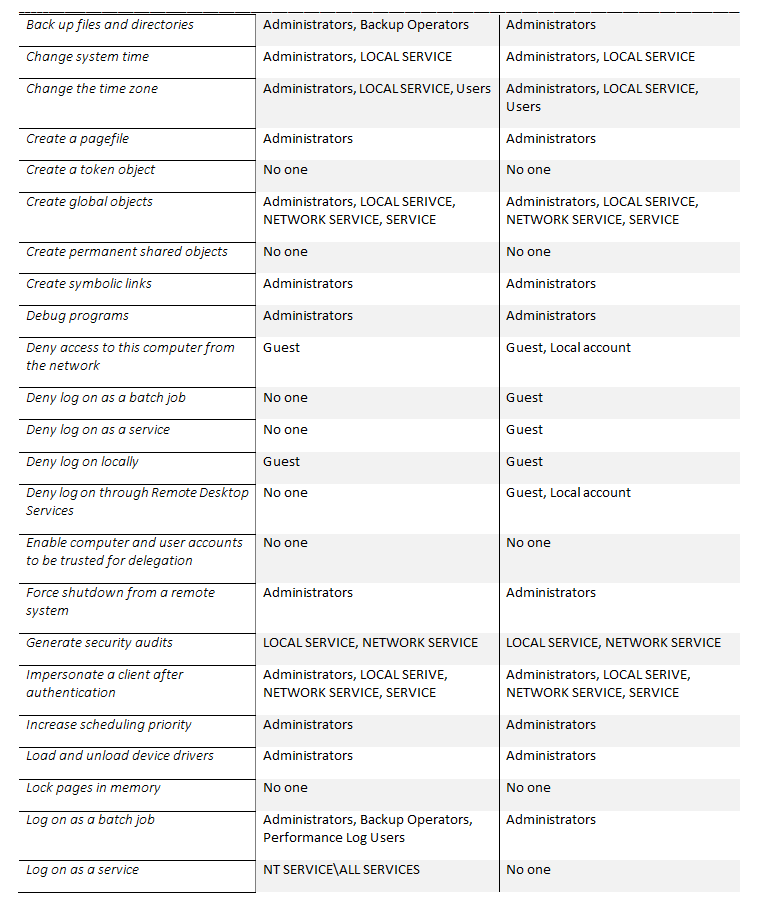 Back up files and directories Administrators, Backup Operators Administrators
Change system time Administrators, LOCAL SERVICE Administrators, LOCAL SERVICE
Change the time zone Administrators, LOCAL SERVICE, Users Administrators, LOCAL SERVICE,
Users
Create a pagefile Administrators Administrators
Create a token object No one No one
Create global objects Administrators, LOCAL SERIVCE, Administrators, LOCAL SERIVCE,
NETWORK SERVICE, SERVICE NETWORK SERVICE, SERVICE
Create permanent shared objects No one No one
Create symbolic links Administrators Administrators
Debug programs Administrators Administrators
Deny access to this computer from Guest Guest, Local account
the network
Deny log on as a batch job No one Guest
Deny log on as a service No one Guest
Deny log on locally Guest Guest
Deny log on through Remote Desktop No one Guest, Local account
Services
Enable computer and user accounts No one No one
to be trusted for delegation
Force shutdown from a remote Administrators Administrators
system
Generate security audits LOCAL SERVICE, NETWORK SERVICE LOCAL SERVICE, NETWORK SERVICE
Impersonate a client after Administrators, LOCAL SERIVE, Administrators, LOCAL SERIVE,
authentication NETWORK SERVICE, SERVICE NETWORK SERVICE, SERVICE
Increase scheduling priority Administrators Administrators
Load and unload device drivers Administrators Administrators
Lock pages in memory No one No one
Log on as a batch job Administrators, Backup Operators, Administrators
Performance Log Users
Log on as a service NT SERVICE\ALL SERVICES No one